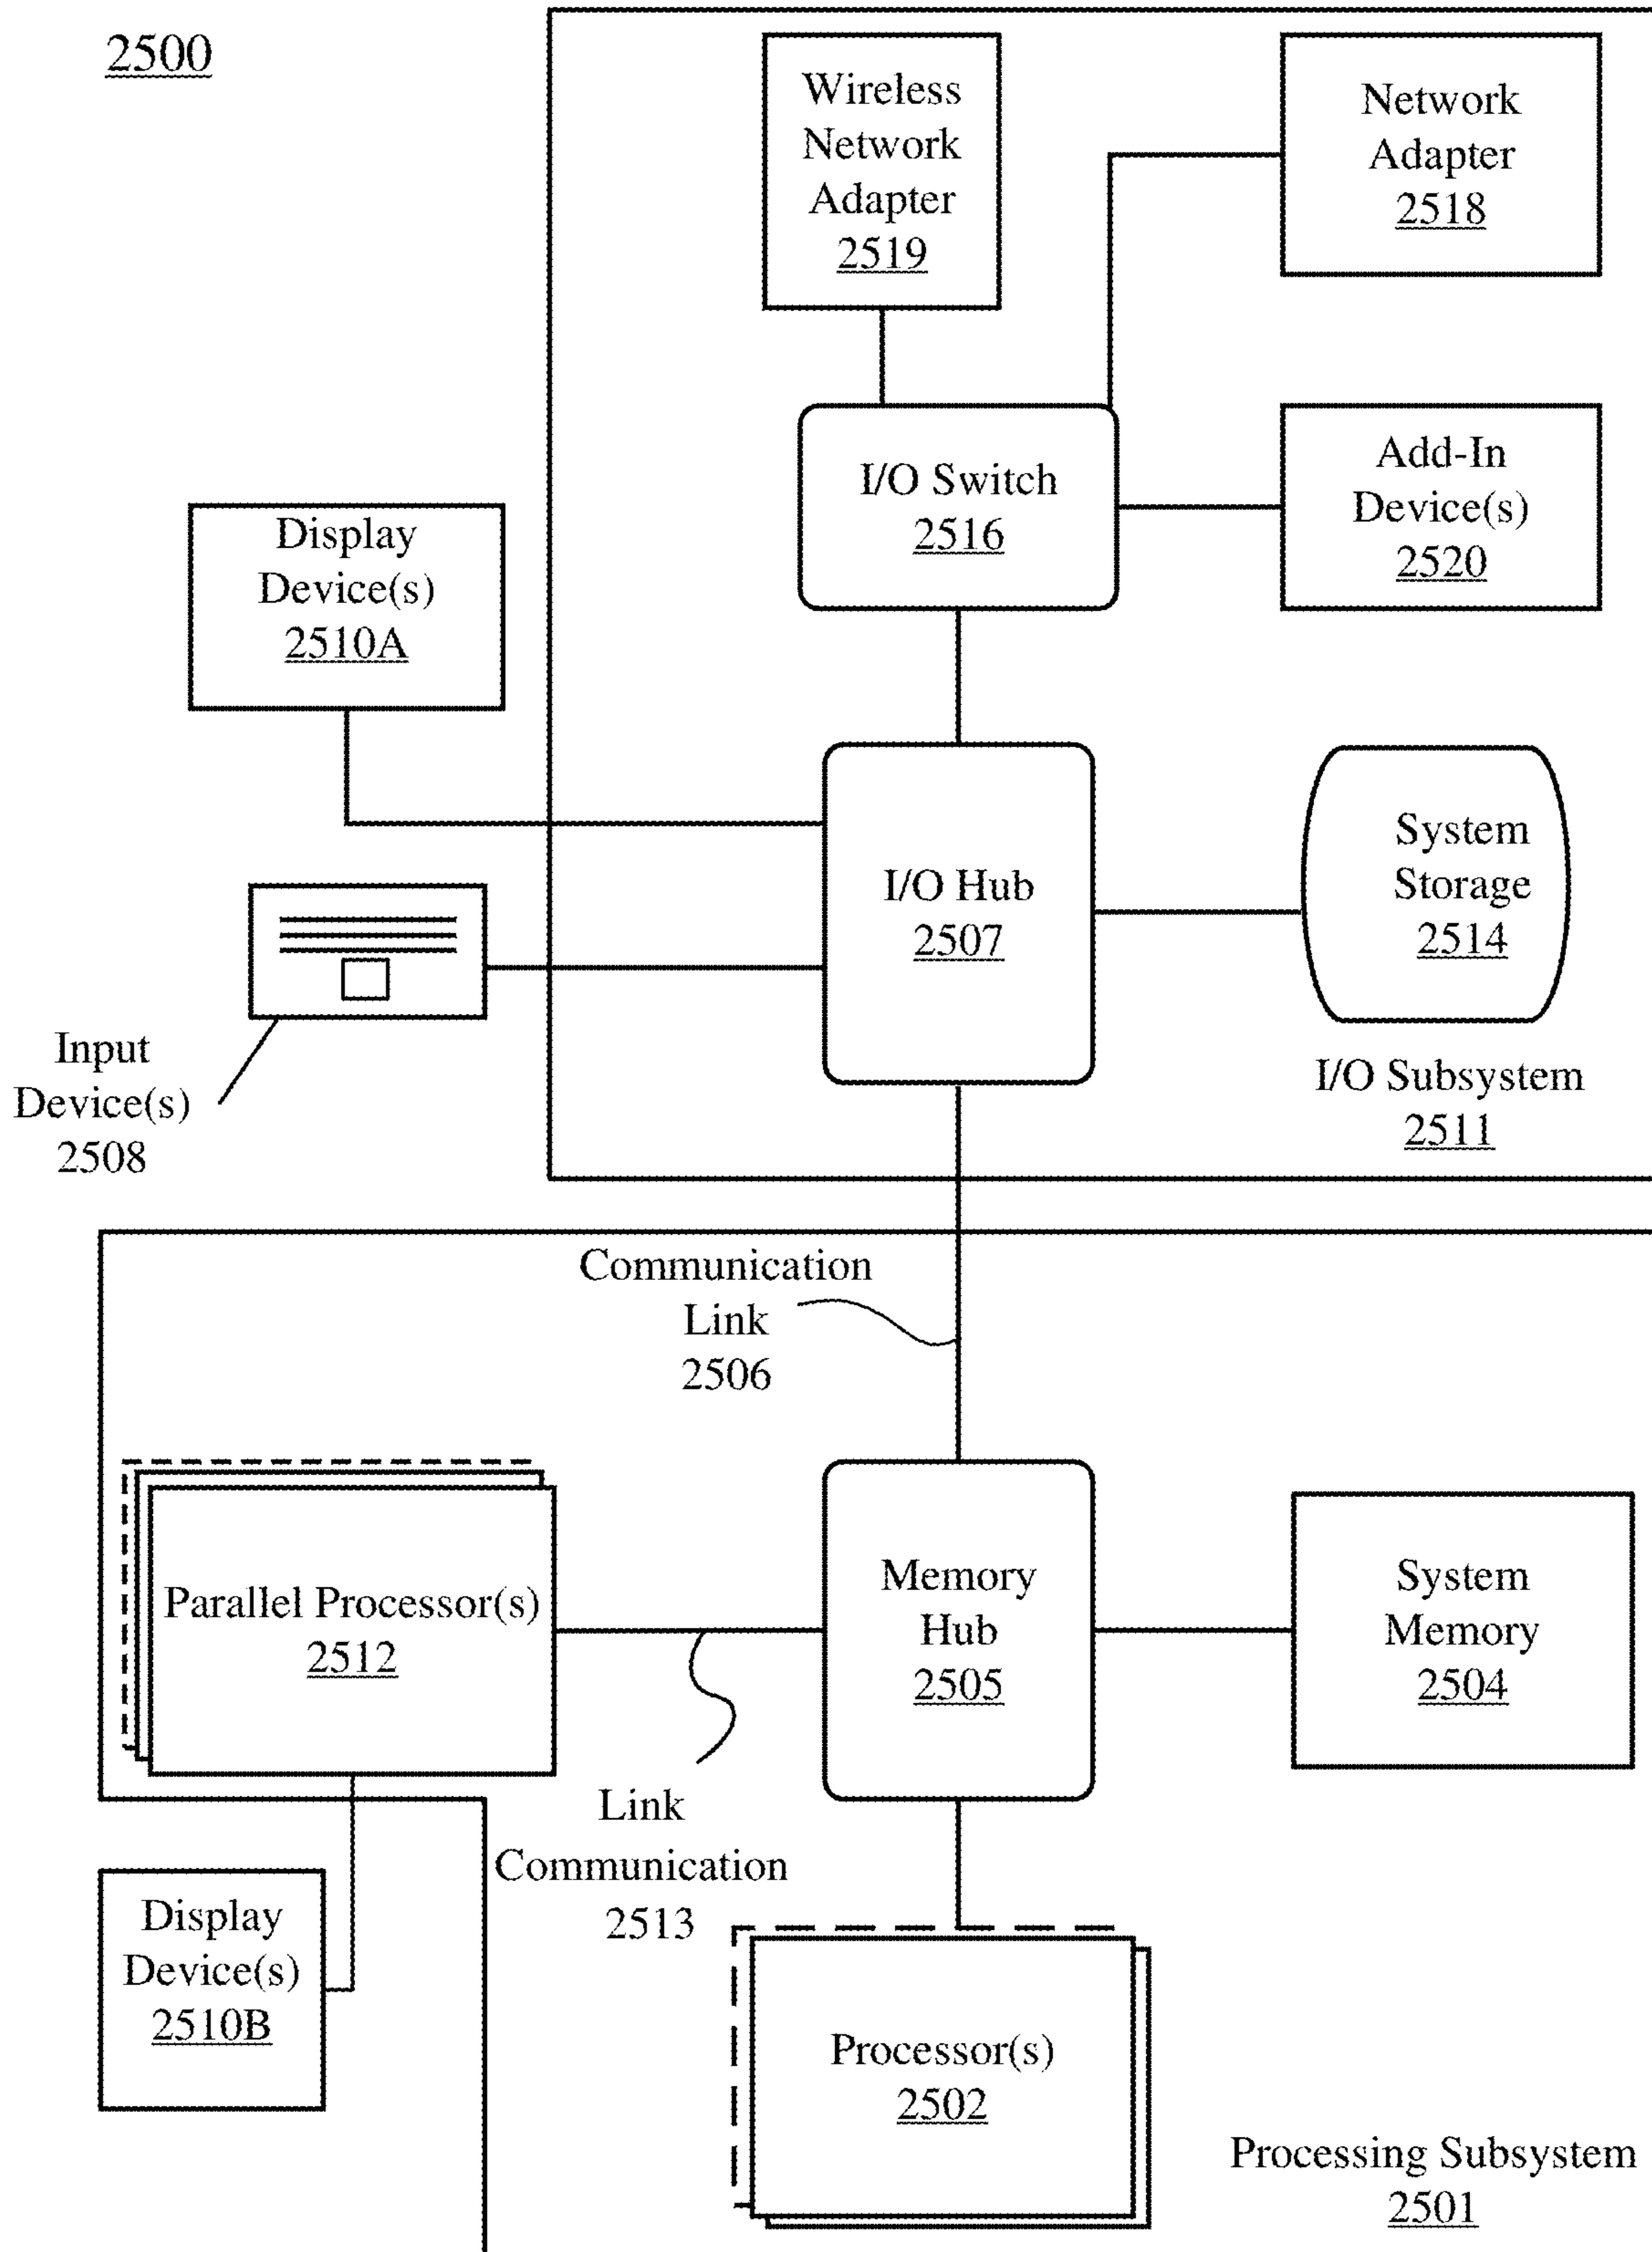 2500
Wireless
Network
Adapter
2519
Network
Adapter
2518
I/O Switch
2516
Add-In
Device(s)
2520
Display
Device(s)
2510A
I/O Hub
2507
System
Storage
2514
Input
Device(s)
2508
I/O Subsystem
2511
Communication
Link
2506
Parallel Processor(s)
2512
Memory
Hub
2505
System
Memory
2504
Link
Communication
2513
Display
Device(s)
2510B
Processor(s)
2502
Processing Subsystem
2501